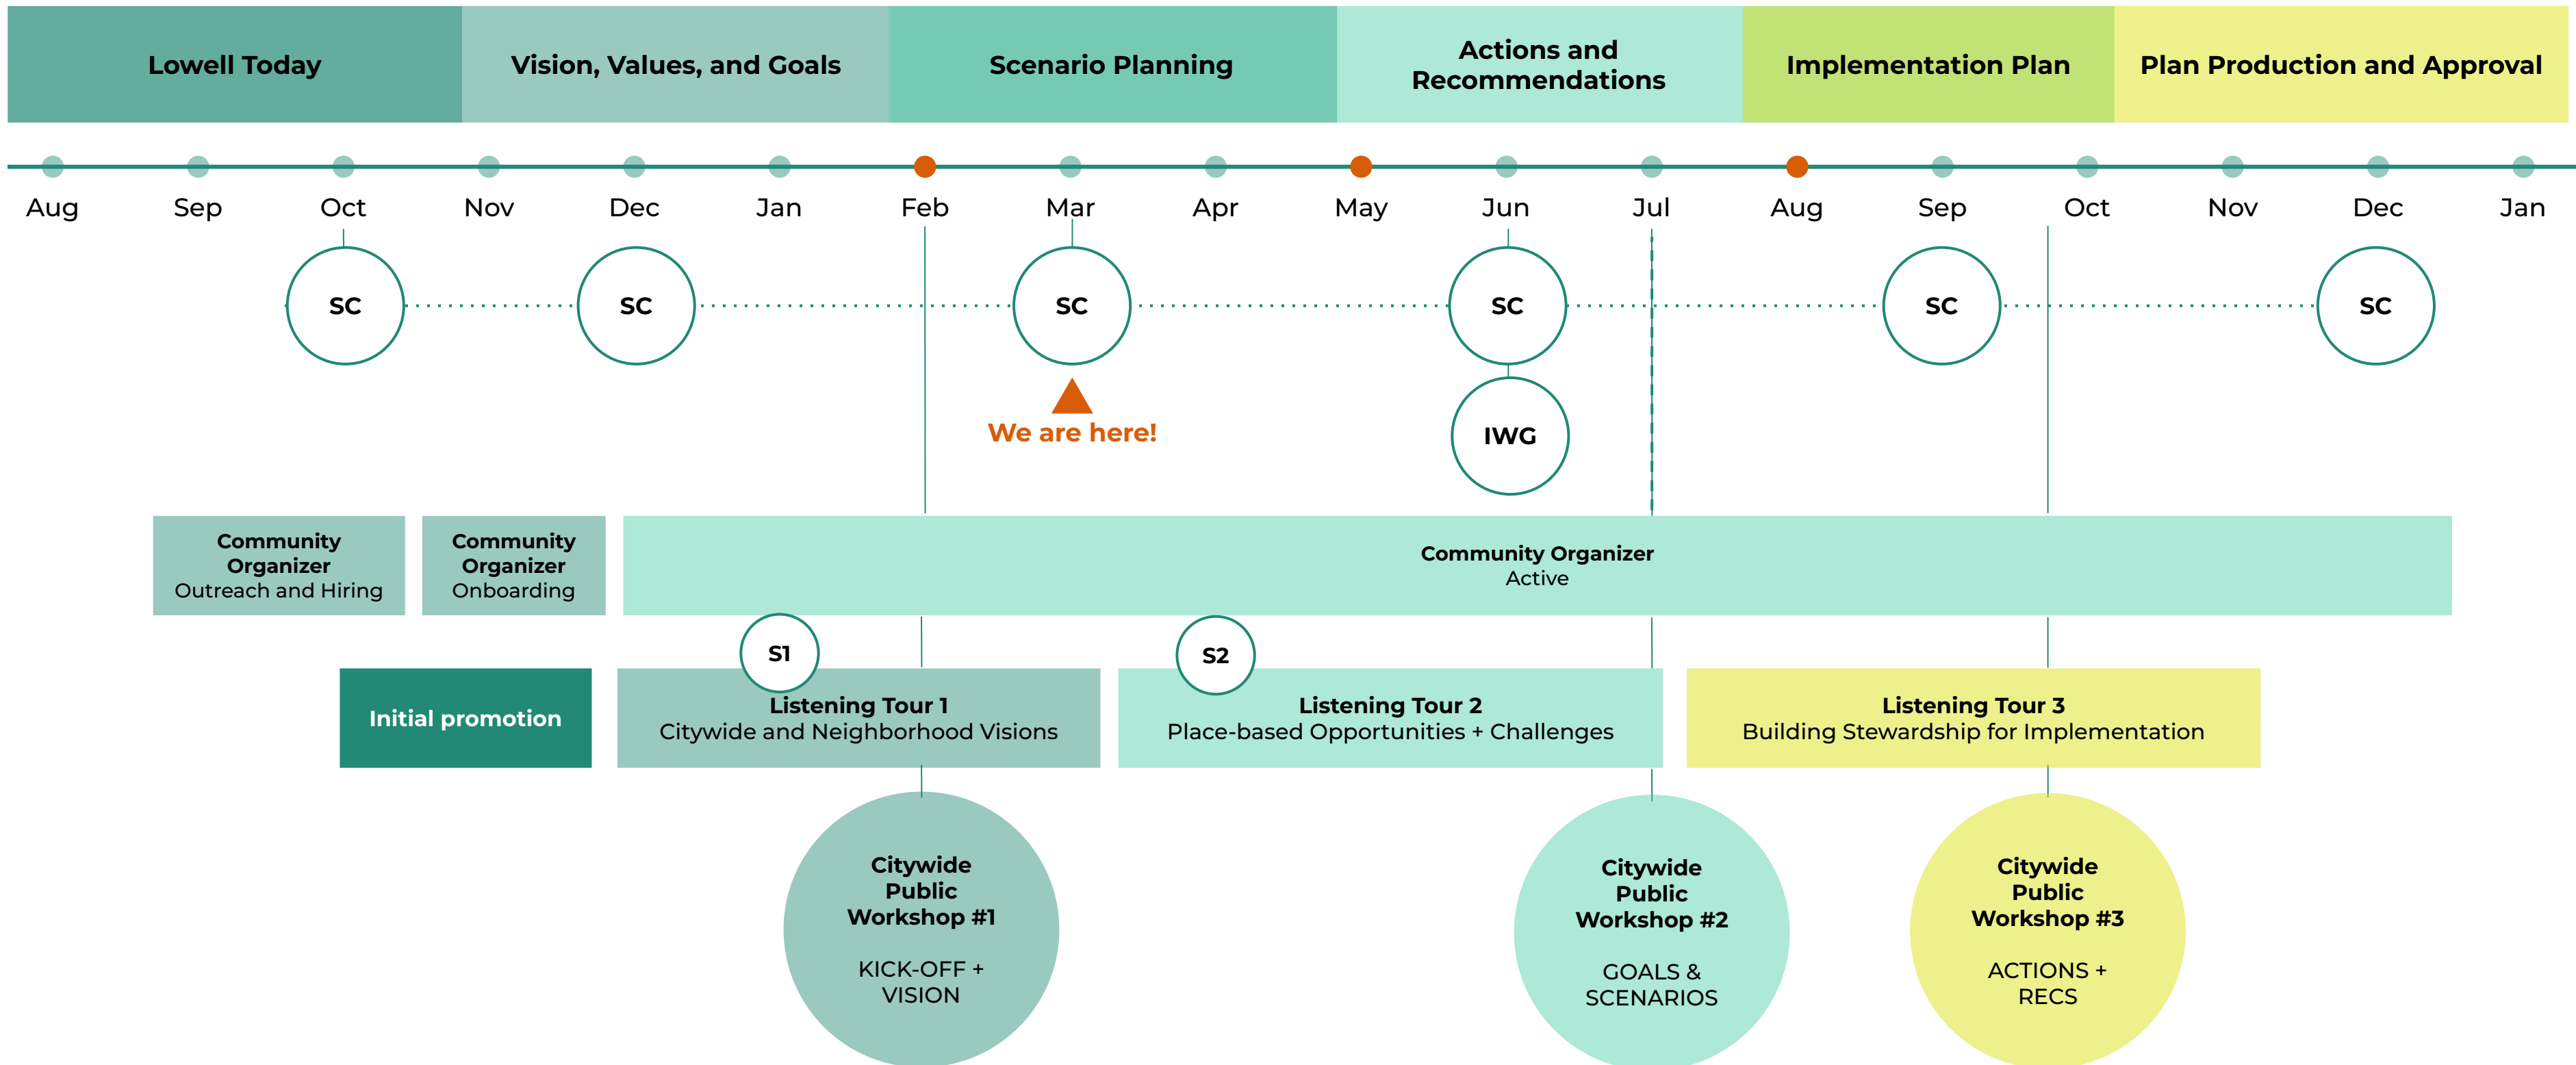 Lowell Today
Vision, Values, and Goals
Scenario Planning
Actions and
Recommendations
Implementation Plan
Plan Production and Approval
Aug
Sep
Oct
Nov
Dec
Jan
Feb
Mar
Apr
May
Jun
Jul
Aug
Sep
Oct
Nov
Dec
Jan
SC
SC
SC
SC
SC
SC
We are here!
IWG
Community
Organizer
Outreach and Hiring
Community
Organizer
Onboarding
Community Organizer
Active
S1
S2
Initial promotion
Listening Tour 1
Citywide and Neighborhood Visions
Listening Tour 2
Place-based Opportunities + Challenges
Listening Tour 3
Building Stewardship for Implementation
Citywide
Public
Workshop #1
KICK-OFF +
VISION
Citywide
Public
Workshop #2
GOALS &
SCENARIOS
Citywide
Public
Workshop #3
ACTIONS +
RECS